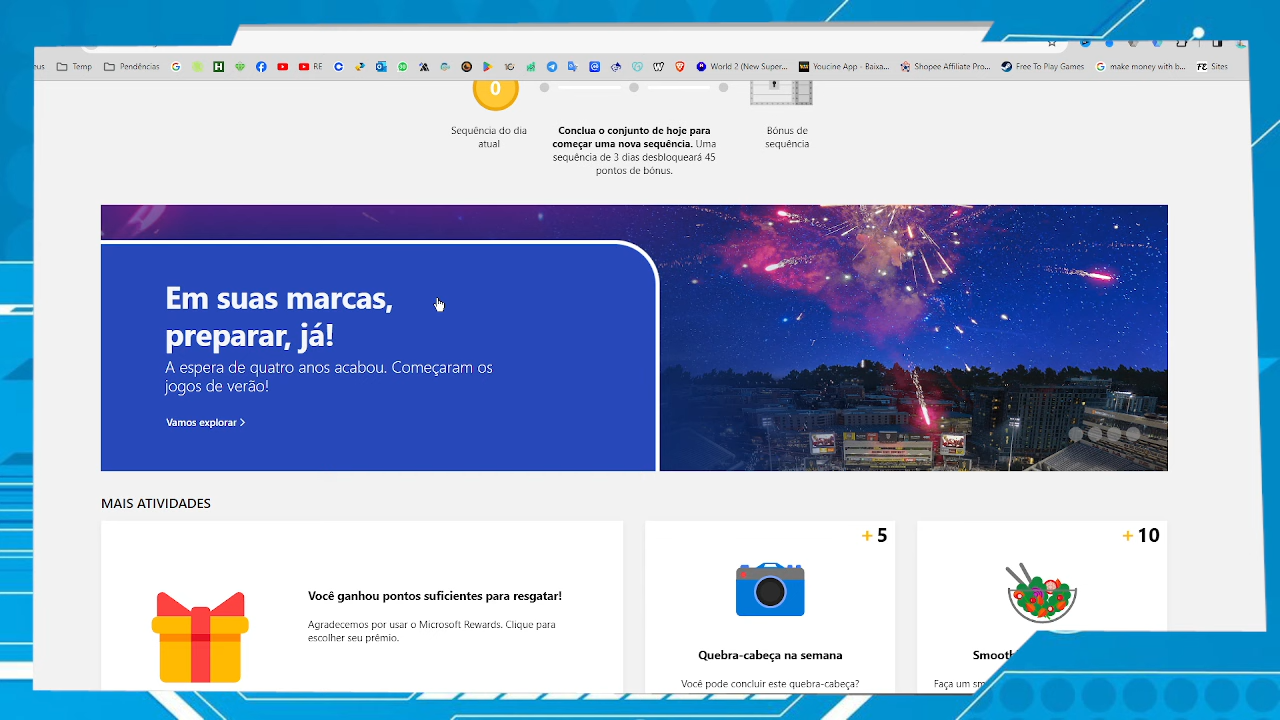 Temp
Pendências
RE
World 2 (New Super...
Youcine App - Baixa...
Shopee Affiliate Pro...
Free To Play Games
make money with b...
Sites
0
Sequência do dia
atual
Conclua o conjunto de hoje para
começar uma nova sequência. Uma
sequência de 3 dias desbloqueará 45
pontos de bônus.
Bônus de
sequência
Em suas marcas,
preparar, já!
A espera de quatro anos acabou. Começaram os
jogos de verão!
Vamos explorar >
MAIS ATIVIDADES
Você ganhou pontos suficientes para resgatar!
Agradecemos por usar o Microsoft Rewards. Clique para
escolher seu prêmio.
+ 5
Quebra-cabeça na semana
Você pode concluir este quebra-cabeça?
+ 10
Faça um